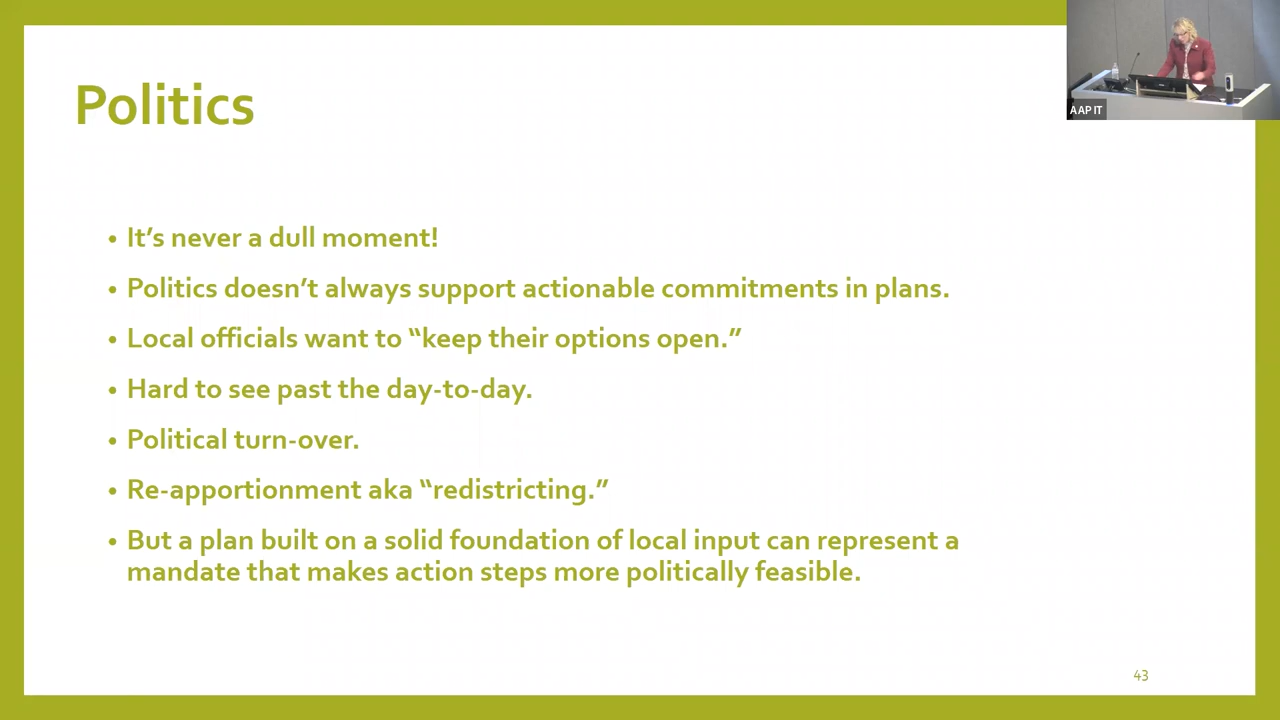 Politics
AAP IT
• It’s never a dull moment!
• Politics doesn’t always support actionable commitments in plans.
• Local officials want to “keep their options open.”
• Hard to see past the day-to-day.
• Political turn-over.
• Re-apportionment aka “redistricting.”
• But a plan built on a solid foundation of local input can represent a
mandate that makes action steps more politically feasible.
43